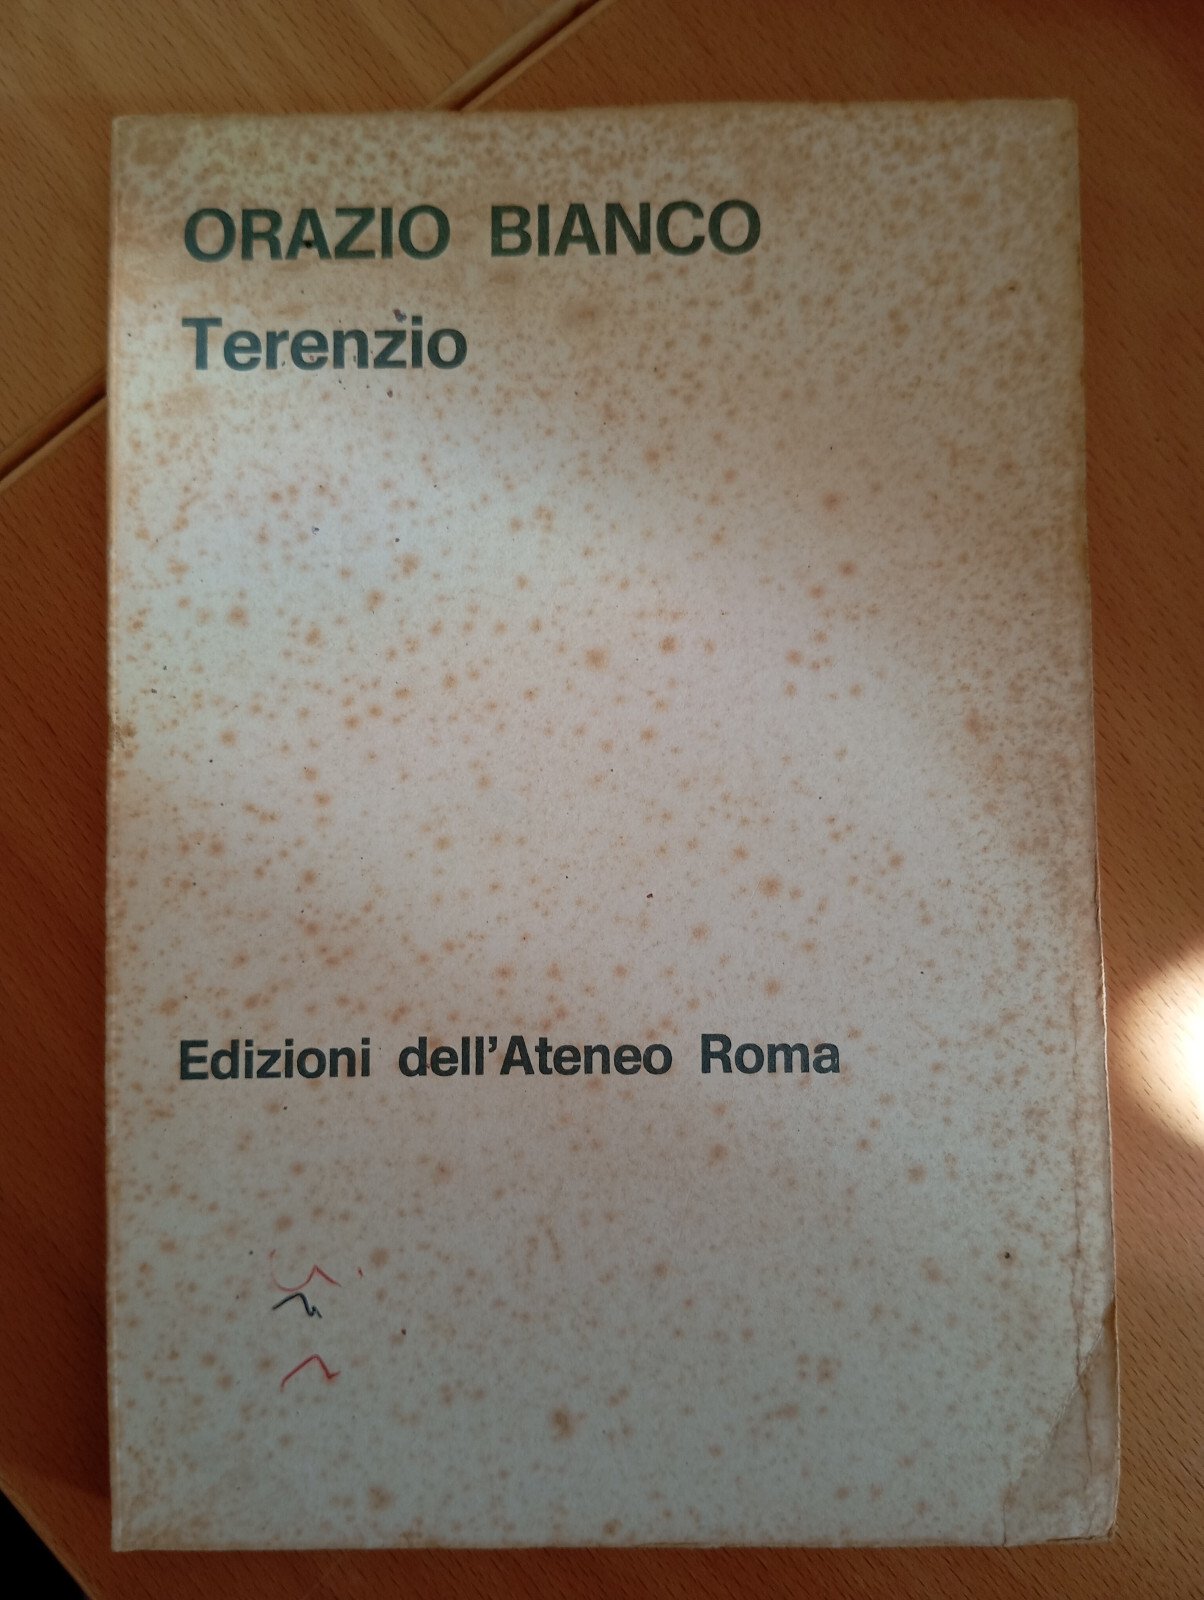 ORAZIO BIANCO
Terenzio
Edizioni dell'Ateneo Roma